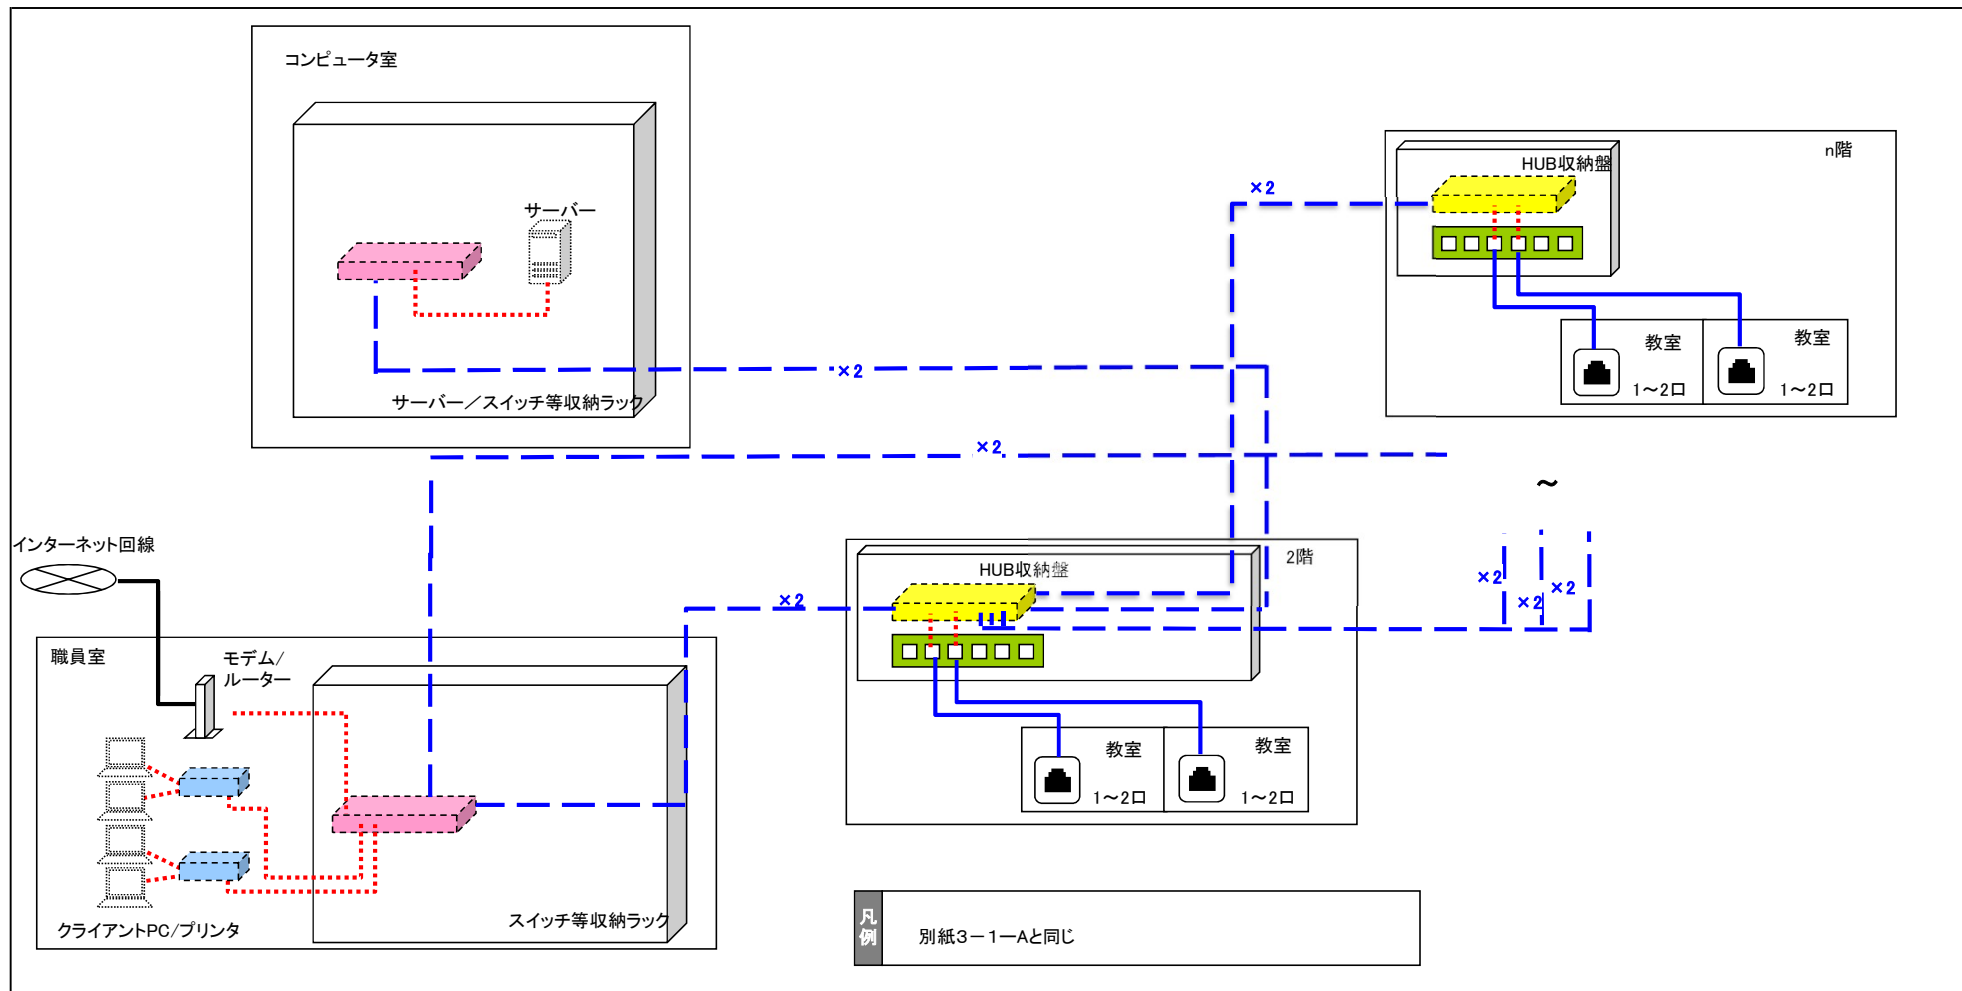 コンピュータ室
サーバー
サーバー／スイッチ等収納ラック
×2
×2
×2
n階
HUB収納盤
教室
1～2口
教室
1～2口
～
×2
×2
×2
インターネット回線
職員室
モデム/
ルーター
クライアントPC/プリンタ
スイッチ等収納ラック
×2
2階
HUB収納盤
教室
1～2口
教室
1～2口
凡例
別紙３－１－Aと同じ